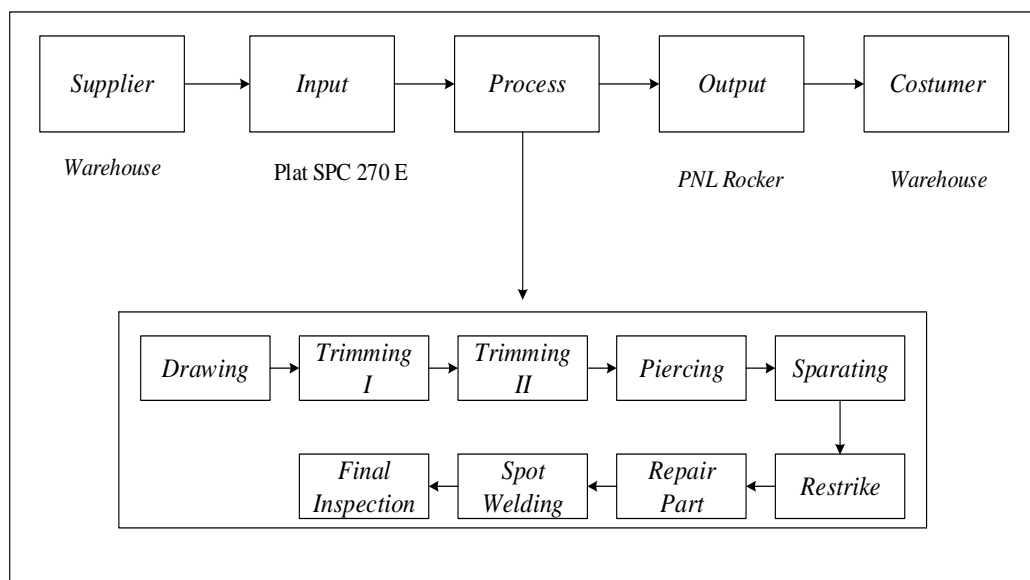 Supplier
Input
Process
Output
Costumer
Warehouse
Plat SPC 270 E
PNL Rocker
Warehouse
Drawing
Trimming
I
Trimming
II
Piercing
Sparating
Final
Inspection
Spot
Welding
Repair
Part
Restrike